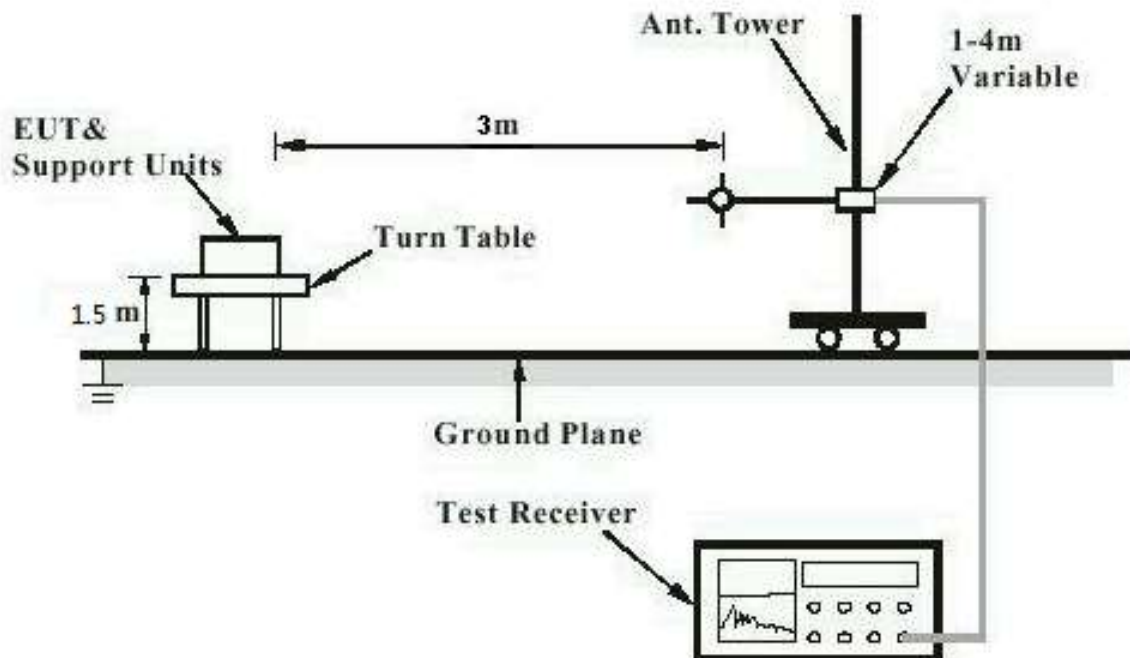 Ant. Tower
1-4m
Variable
3m
EUT&
Support Units
Turn Table
1.5 m
Ground Plane
Test Receiver